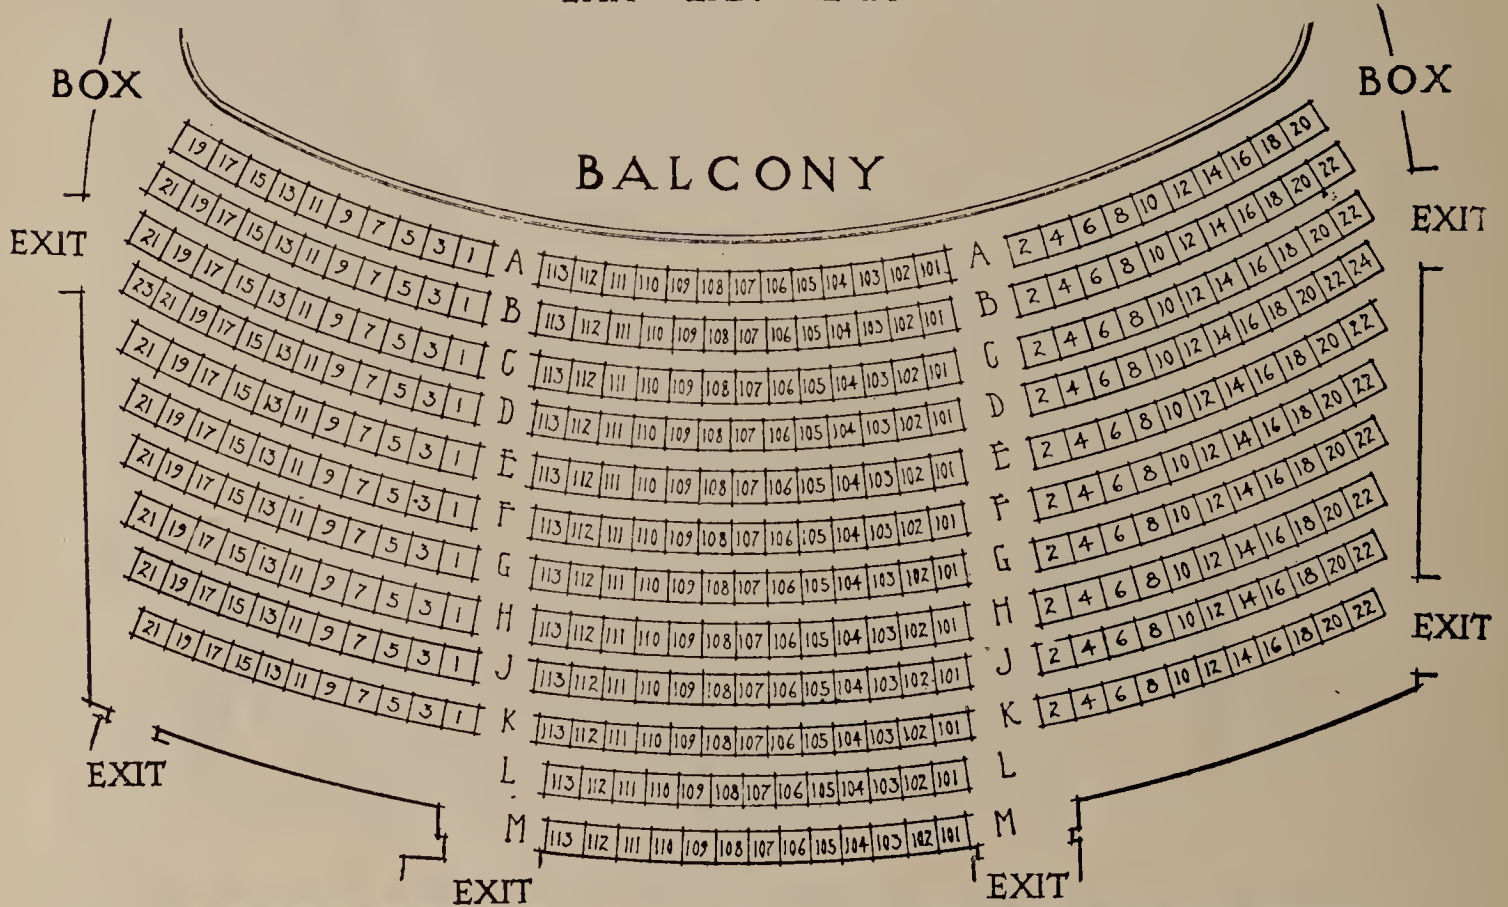 BOX
BOX
BALCONY
EXIT
EXIT
19 17 15 13 11 9 7 5 3 1 A 113 112 111 110 109 108 107 106 105 104 103 102 101 A 2 4 6 8 10 12 14 16 18 20
21 19 17 15 13 11 9 7 5 3 1 B 113 112 111 110 109 108 107 106 105 104 103 102 101 B 2 4 6 8 10 12 14 16 18 20 22
21 19 17 15 13 11 9 7 5 3 1 C 113 112 111 110 109 108 107 106 105 104 103 102 101 C 2 4 6 8 10 12 14 16 18 20 22
23 21 19 17 15 13 11 9 7 5 3 1 D 113 112 111 110 109 108 107 106 105 104 103 102 101 D 2 4 6 8 10 12 14 16 18 20 22 24
21 19 17 15 13 11 9 7 5 3 1 E 113 112 111 110 109 108 107 106 105 104 103 102 101 E 2 4 6 8 10 12 14 16 18 20 22
21 19 17 15 13 11 9 7 5 3 1 F 113 112 111 110 109 108 107 106 105 104 103 102 101 F 2 4 6 8 10 12 14 16 18 20 22
21 19 17 15 13 11 9 7 5 3 1 G 113 112 111 110 109 108 107 106 105 104 103 102 101 G 2 4 6 8 10 12 14 16 18 20 22
21 19 17 15 13 11 9 7 5 3 1 H 113 112 111 110 109 108 107 106 105 104 103 102 101 H 2 4 6 8 10 12 14 16 18 20 22
21 19 17 15 13 11 9 7 5 3 1 J 113 112 111 110 109 108 107 106 105 104 103 102 101 J 2 4 6 8 10 12 14 16 18 20 22
21 19 17 15 13 11 9 7 5 3 1 K 113 112 111 110 109 108 107 106 105 104 103 102 101 K 2 4 6 8 10 12 14 16 18 20 22
L 113 112 111 110 109 108 107 106 105 104 103 102 101 L
M 113 112 111 110 109 108 107 106 105 104 103 102 101 M
EXIT
EXIT
EXIT
EXIT